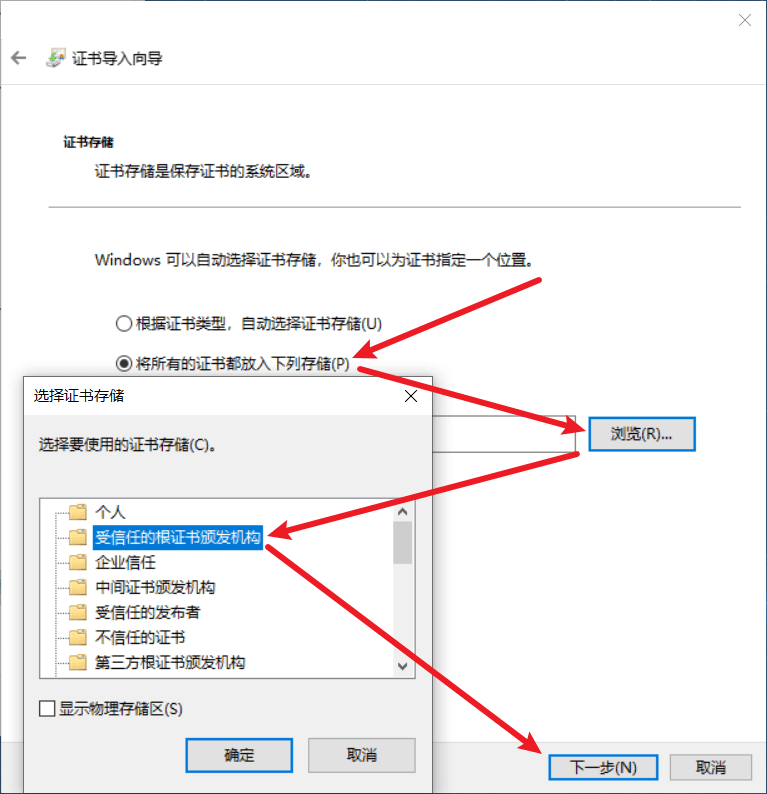 证书导入向导
证书存储
证书存储是保存证书的系统区域。
Windows 可以自动选择证书存储，你也可以为证书指定一个位置。
根据证书类型，自动选择证书存储(U)
将所有的证书都放入下列存储(P)
浏览(R)...
选择证书存储
选择要使用的证书存储(C)。
个人
受信任的根证书颁发机构
企业信任
中间证书颁发机构
受信任的发布者
不信任的证书
第三方根证书颁发机构
显示物理存储区(S)
确定
取消
下一步(N)
取消